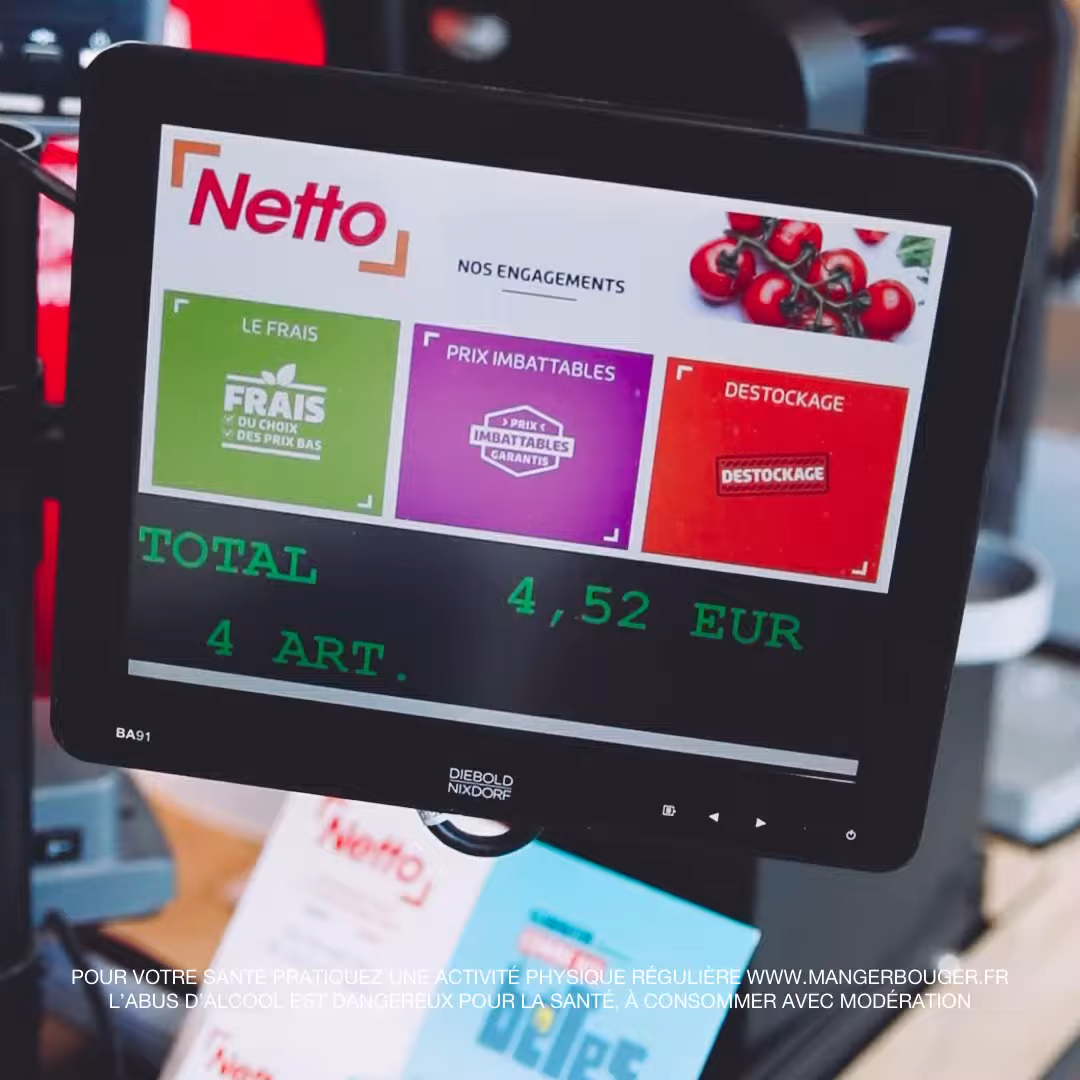 Netto
NOS ENGAGEMENTS
LE FRAIS
FRAIS
DU CHOIX
DES PRIX BAS
PRIX IMBATTABLES
PRIX
IMBATTABLES
GARANTIS
DESTOCKAGE
DESTOCKAGE
TOTAL
4,52 EUR
4 ART.
BA91
DIEBOLD
NIXDORF
Netto
POUR VOTRE SANTÉ PRATIQUEZ UNE ACTIVITÉ PHYSIQUE RÉGULIÈRE WWW.MANGERBOUGER.FR
L'ABUS D'ALCOOL EST DANGEREUX POUR LA SANTÉ, À CONSOMMER AVEC MODÉRATION
Netto